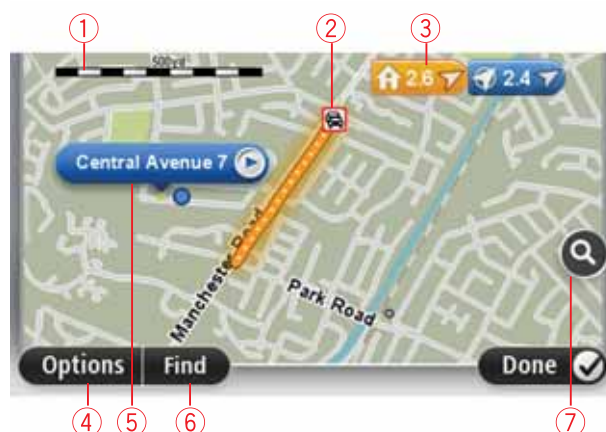 1 2 3
500yd
2.6 2.4
Central Avenue 7
Manchester Road
Park Road
Options Find Done
4 5 6 7